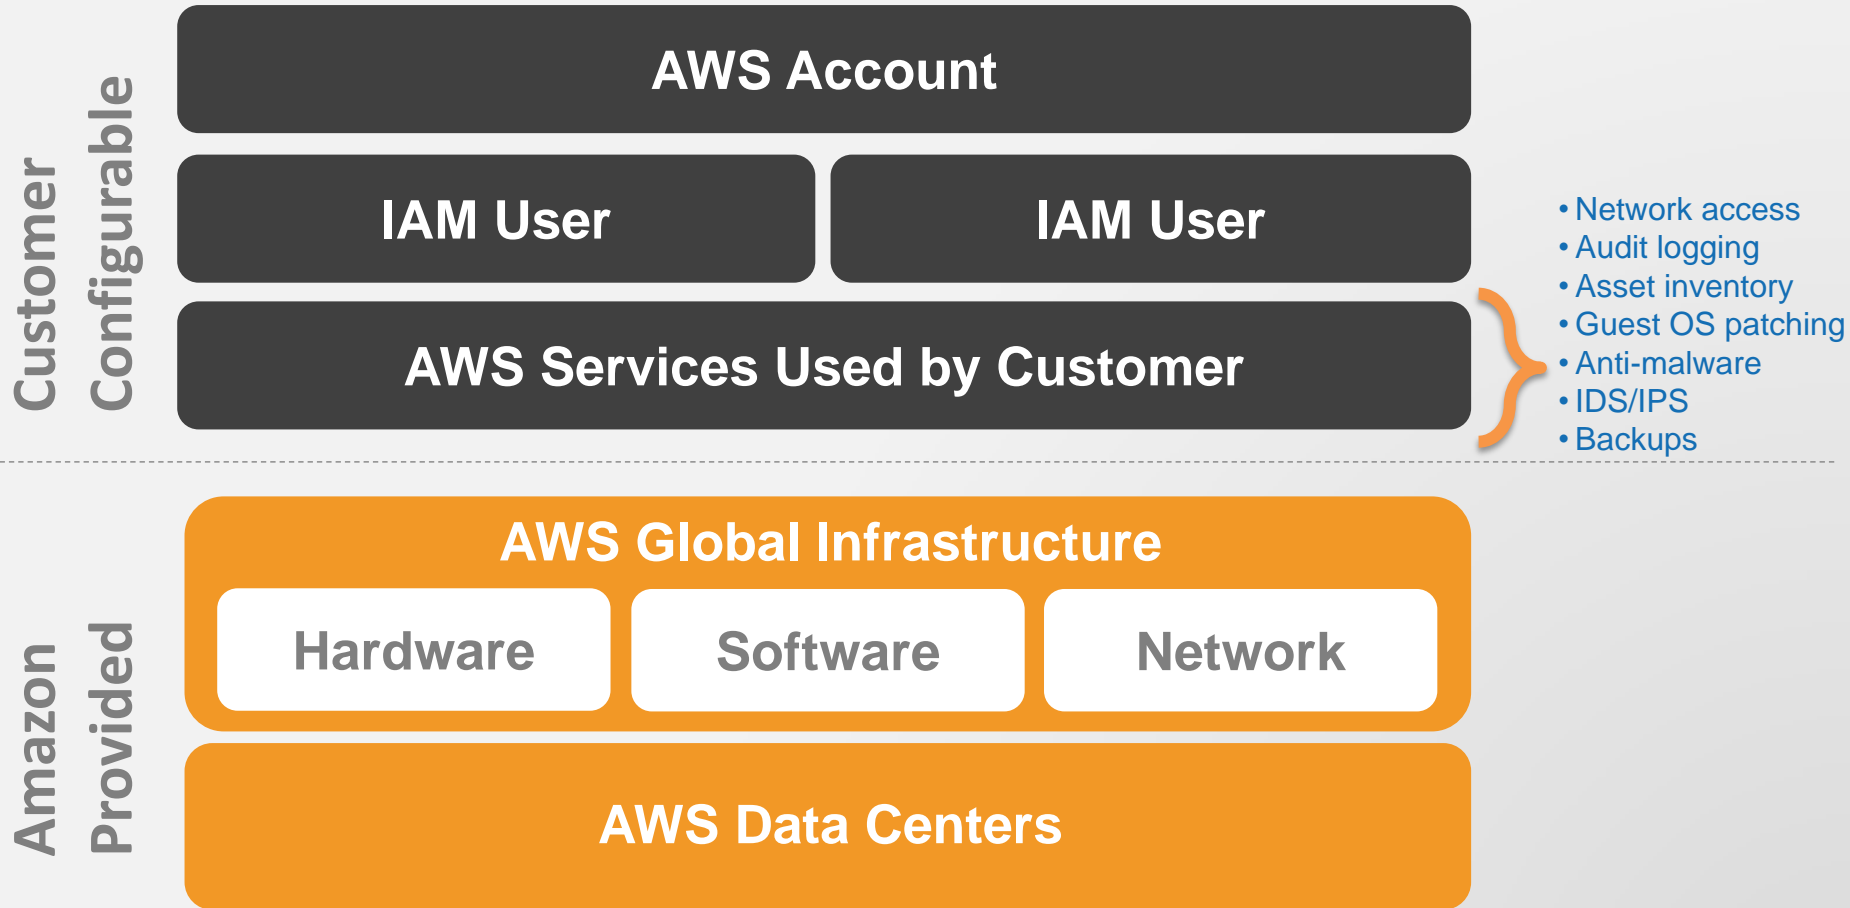 Customer
Configurable
AWS Account
IAM User
IAM User
AWS Services Used by Customer
• Network access
• Audit logging
• Asset inventory
• Guest OS patching
• Anti-malware
• IDS/IPS
• Backups
Amazon
Provided
AWS Global Infrastructure
Hardware
Software
Network
AWS Data Centers